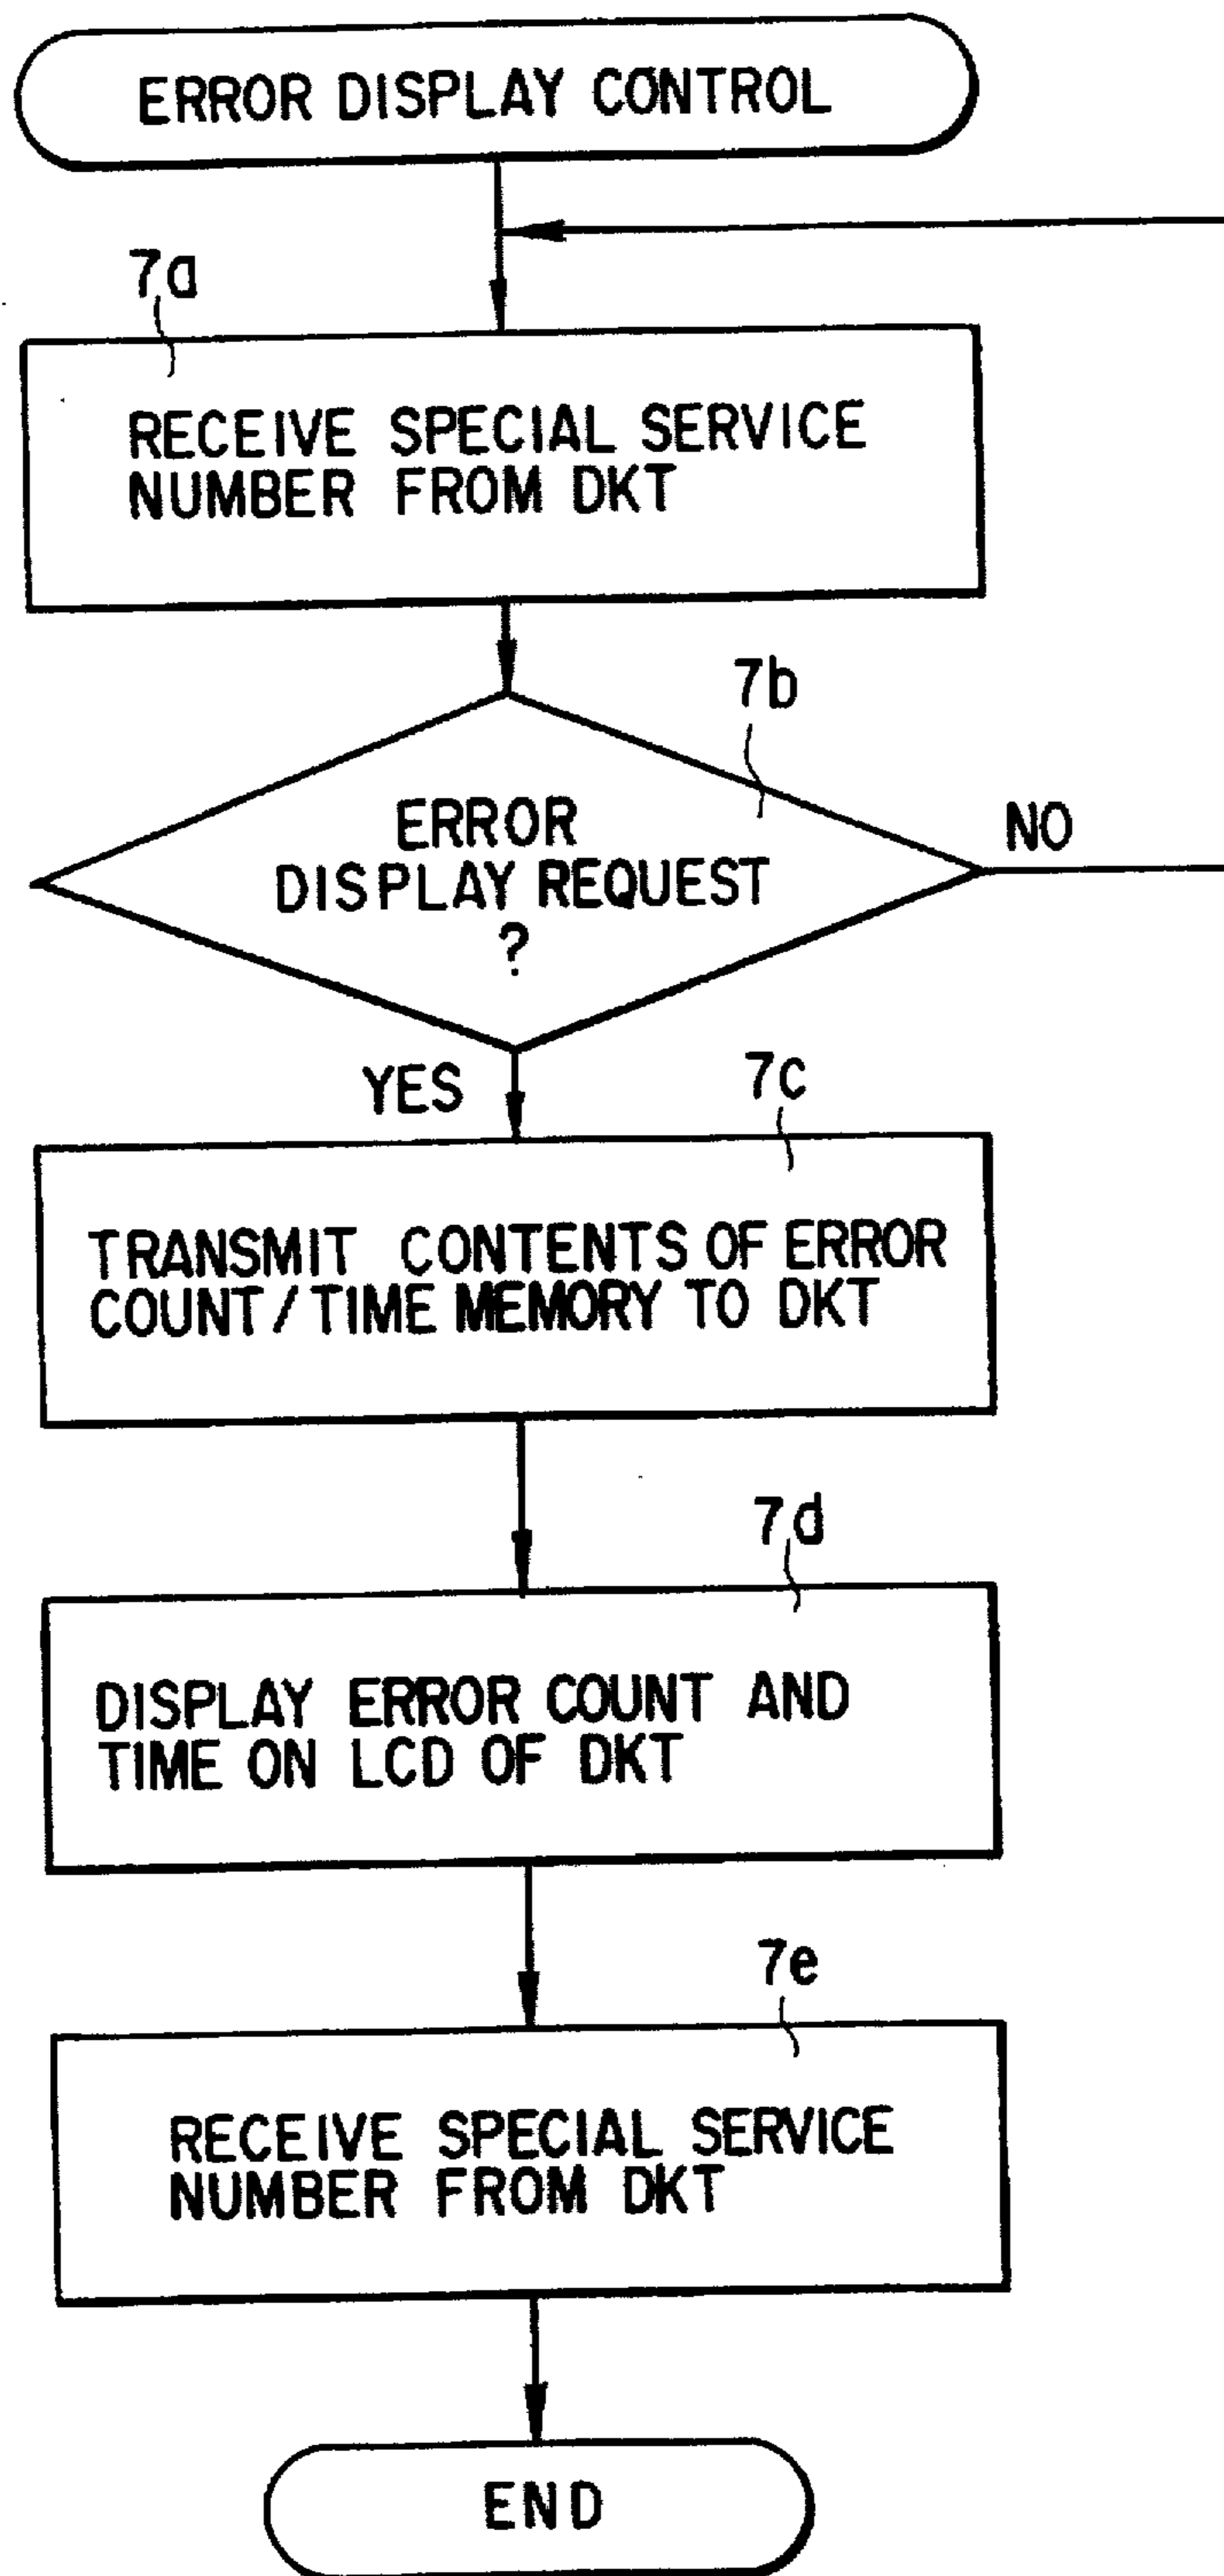 ERROR DISPLAY CONTROL
7a
RECEIVE SPECIAL SERVICE
NUMBER FROM DKT
7b
ERROR
DISPLAY REQUEST
?
NO
YES
7c
TRANSMIT CONTENTS OF ERROR
COUNT/TIME MEMORY TO DKT
7d
DISPLAY ERROR COUNT AND
TIME ON LCD OF DKT
7e
RECEIVE SPECIAL SERVICE
NUMBER FROM DKT
END